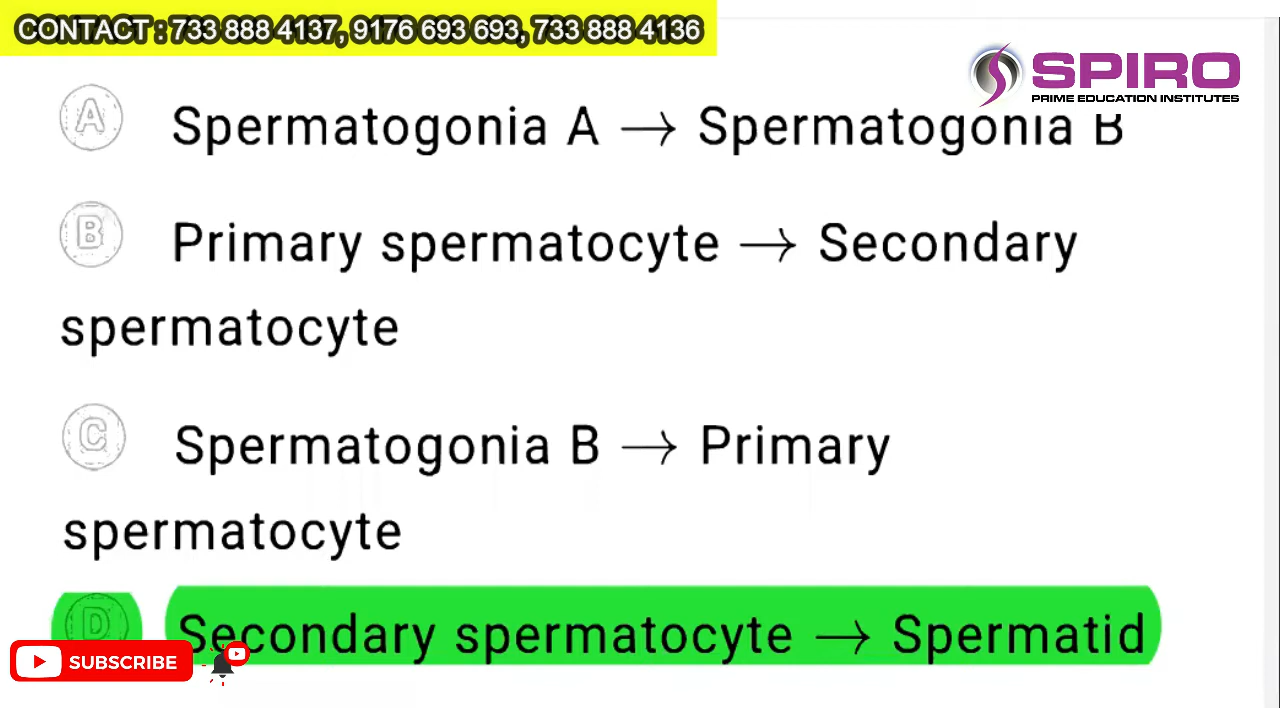 CONTACT : 733 888 4137, 9176 693 693, 733 888 4136
SPIRO
PRIME EDUCATION INSTITUTES
A Spermatogonia A → Spermatogonia B
B Primary spermatocyte → Secondary
spermatocyte
C Spermatogonia B → Primary
spermatocyte
D Secondary spermatocyte → Spermatid
SUBSCRIBE